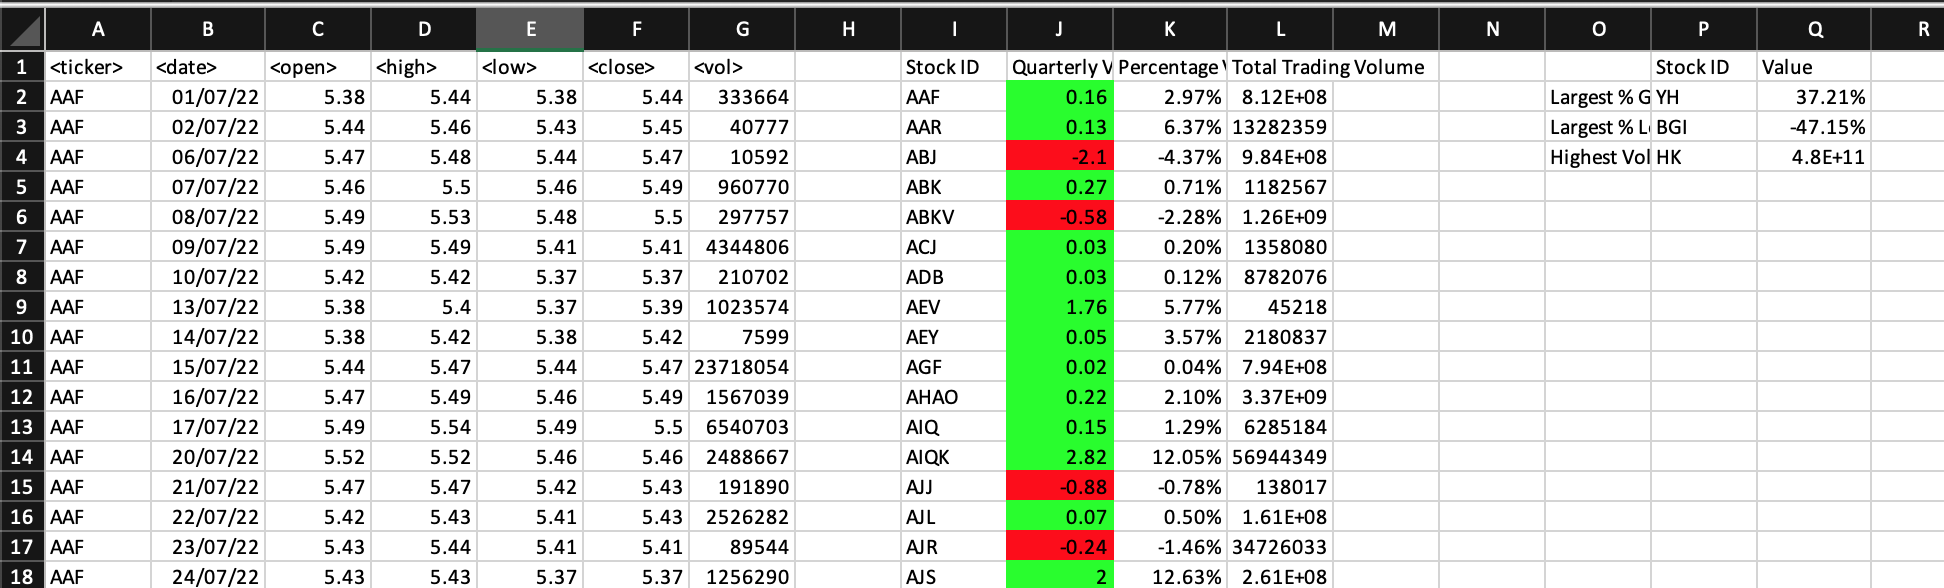 A B C D E F G H I J K L M N O P Q R
1 <ticker> <date> <open> <high> <low> <close> <vol> Stock ID Quarterly V Percentage Total Trading Volume Stock ID Value
2 AAF 01/07/22 5.38 5.44 5.38 5.44 333664 AAF 0.16 2.97% 8.12E+08 Largest % G YH 37.21%
3 AAF 02/07/22 5.44 5.46 5.43 5.45 40777 AAR 0.13 6.37% 13282359 Largest % L BGI -47.15%
4 AAF 06/07/22 5.47 5.48 5.44 5.47 10592 ABJ -2.1 -4.37% 9.84E+08 Highest Vol HK 4.8E+11
5 AAF 07/07/22 5.46 5.5 5.46 5.49 960770 ABK 0.27 0.71% 1182567
6 AAF 08/07/22 5.49 5.53 5.48 5.5 297757 ABKV -0.58 -2.28% 1.26E+09
7 AAF 09/07/22 5.49 5.49 5.41 5.41 4344806 ACJ 0.03 0.20% 1358080
8 AAF 10/07/22 5.42 5.42 5.37 5.37 210702 ADB 0.03 0.12% 8782076
9 AAF 13/07/22 5.38 5.4 5.37 5.39 1023574 AEV 1.76 5.77% 45218
10 AAF 14/07/22 5.38 5.42 5.38 5.42 7599 AEY 0.05 3.57% 2180837
11 AAF 15/07/22 5.44 5.47 5.44 5.47 23718054 AGF 0.02 0.04% 7.94E+08
12 AAF 16/07/22 5.47 5.49 5.46 5.49 1567039 AHAO 0.22 2.10% 3.37E+09
13 AAF 17/07/22 5.49 5.54 5.49 5.5 6540703 AIQ 0.15 1.29% 6285184
14 AAF 20/07/22 5.52 5.52 5.46 5.46 2488667 AIQK 2.82 12.05% 56944349
15 AAF 21/07/22 5.47 5.47 5.42 5.43 191890 AJJ -0.88 -0.78% 138017
16 AAF 22/07/22 5.42 5.43 5.41 5.43 2526282 AJL 0.07 0.50% 1.61E+08
17 AAF 23/07/22 5.43 5.44 5.41 5.41 89544 AJR -0.24 -1.46% 34726033
18 AAF 24/07/22 5.43 5.43 5.37 5.37 1256290 AJS 2 12.63% 2.61E+08